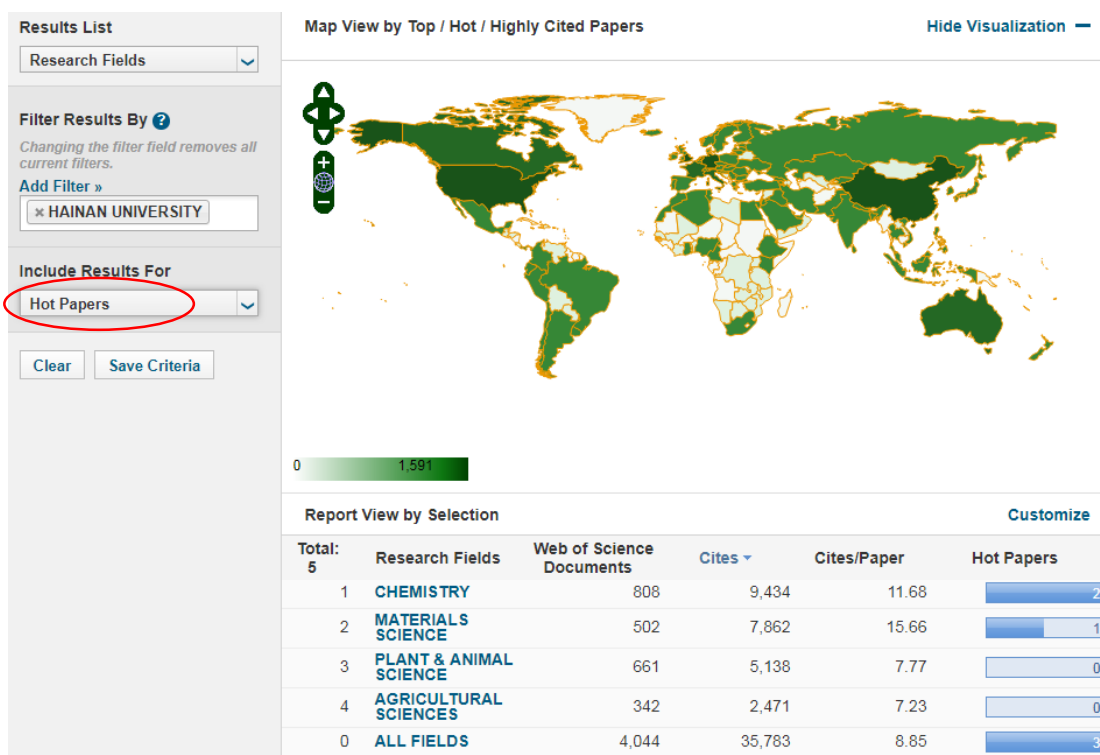 Results List
Research Fields
Filter Results By ?
Changing the filter field removes all
current filters.
Add Filter »
× HAINAN UNIVERSITY
Include Results For
Hot Papers
Clear Save Criteria
Map View by Top / Hot / Highly Cited Papers Hide Visualization −
+
−
0 1,591
Report View by Selection Customize
Total:
5
Research Fields
Web of Science
Documents
Cites
Cites/Paper
Hot Papers
1 CHEMISTRY 808 9,434 11.68 2
2 MATERIALS
SCIENCE 502 7,862 15.66 1
3 PLANT & ANIMAL
SCIENCE 661 5,138 7.77 0
4 AGRICULTURAL
SCIENCES 342 2,471 7.23 0
0 ALL FIELDS 4,044 35,783 8.85 3